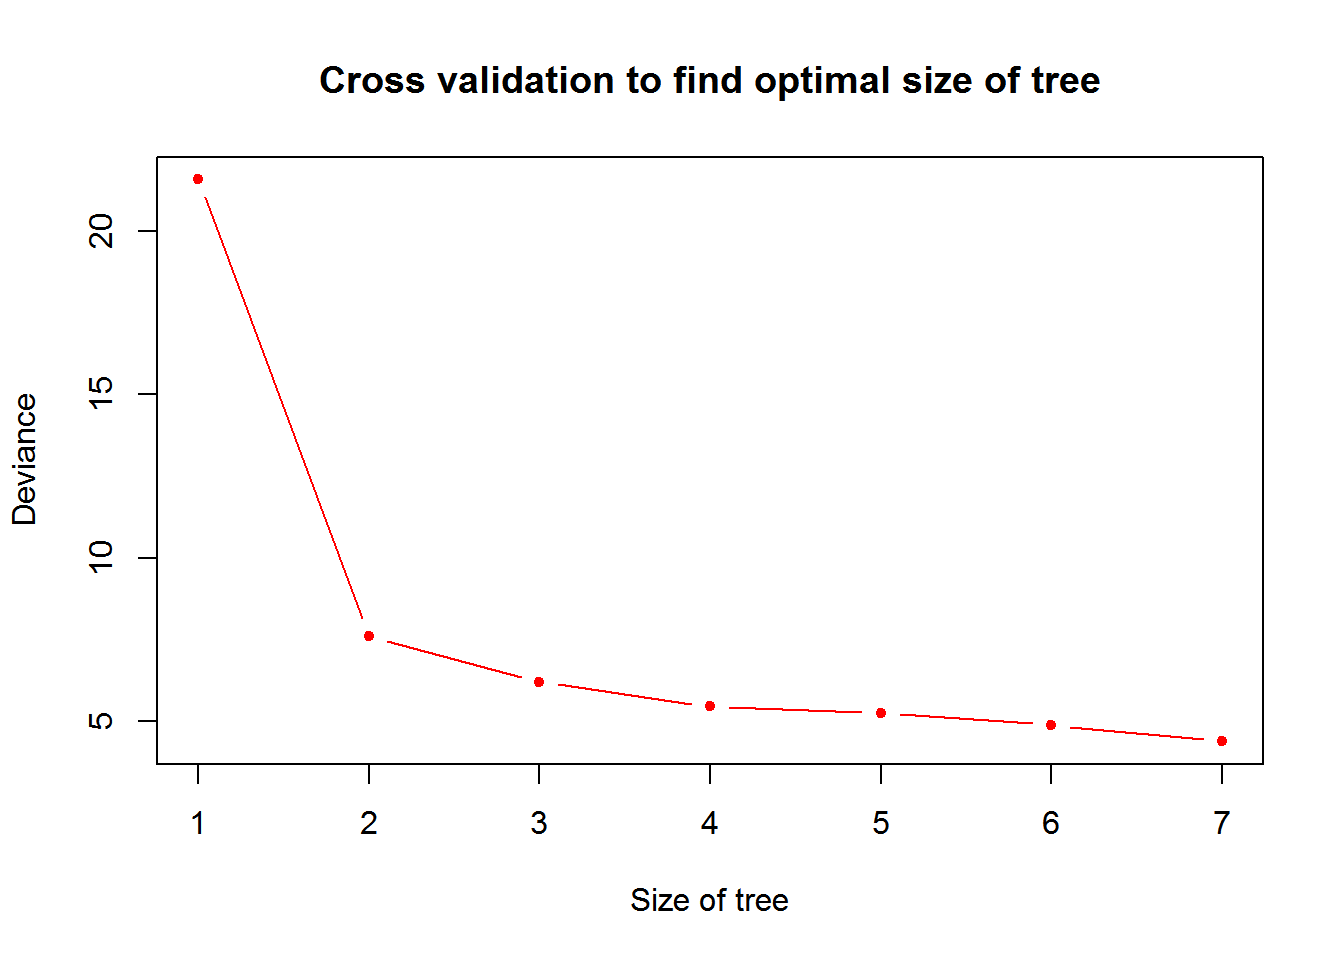 Cross validation to find optimal size of tree
Deviance
20
15
10
5
1 2 3 4 5 6 7
Size of tree